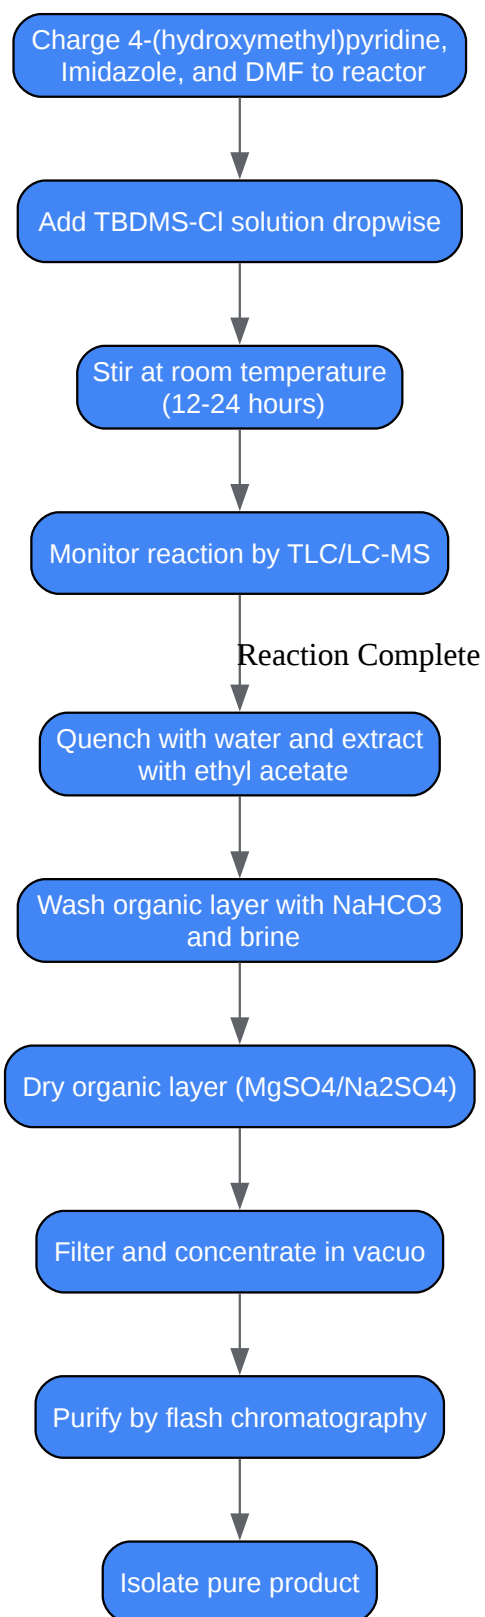 Charge 4-(hydroxymethyl)pyridine,
Imidazole, and DMF to reactor
Add TBDMS-Cl solution dropwise
Stir at room temperature
(12-24 hours)
Monitor reaction by TLC/LC-MS
Reaction Complete
Quench with water and extract
with ethyl acetate
Wash organic layer with NaHCO3
and brine
Dry organic layer (MgSO4/Na2SO4)
Filter and concentrate in vacuo
Purify by flash chromatography
Isolate pure product